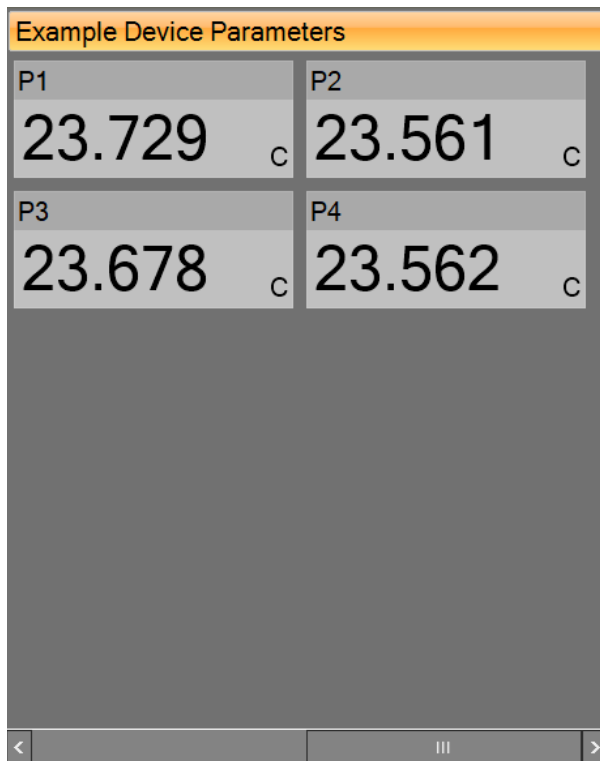 Example Device Parameters
P1 P2
23.729 C 23.561 C
P3 P4
23.678 C 23.562 C